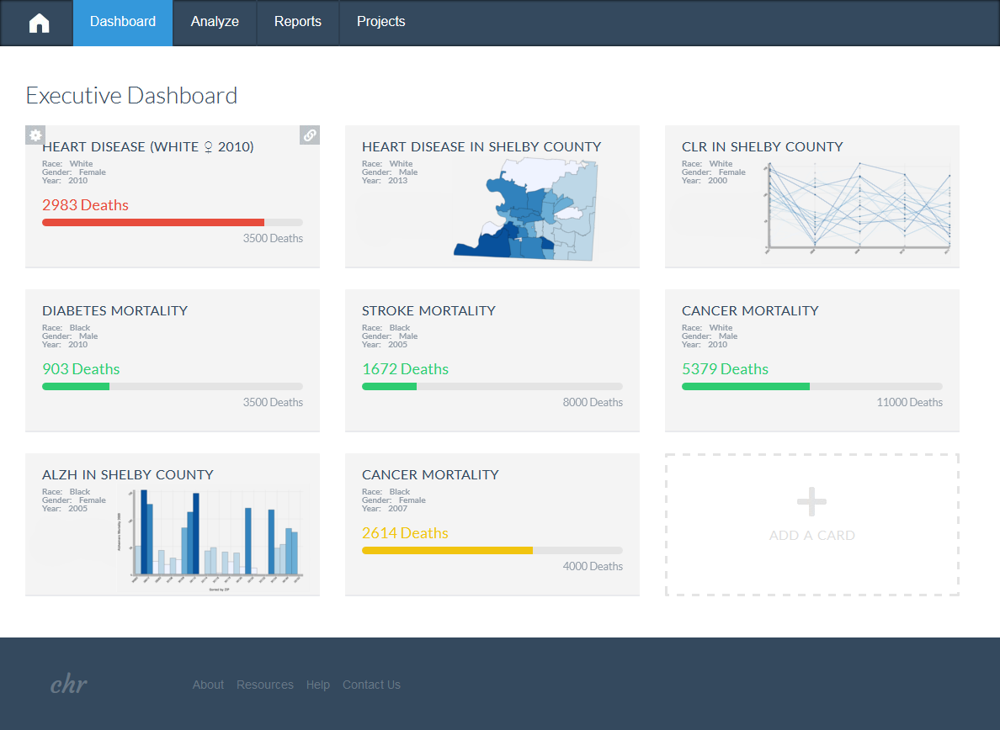 Dashboard Analyze Reports Projects
Executive Dashboard
HEART DISEASE (WHITE ♀ 2010)
Race: White
Gender: Female
Year: 2010
2983 Deaths
3500 Deaths
HEART DISEASE IN SHELBY COUNTY
Race: White
Gender: Male
Year: 2013
CLR IN SHELBY COUNTY
Race: White
Gender: Female
Year: 2000
DIABETES MORTALITY
Race: Black
Gender: Male
Year: 2010
903 Deaths
3500 Deaths
STROKE MORTALITY
Race: Black
Gender: Male
Year: 2005
1672 Deaths
8000 Deaths
CANCER MORTALITY
Race: White
Gender: Male
Year: 2010
5379 Deaths
11000 Deaths
ALZH IN SHELBY COUNTY
Race: Black
Gender: Female
Year: 2005
Sorted by ZIP
CANCER MORTALITY
Race: Black
Gender: Female
Year: 2007
2614 Deaths
4000 Deaths
ADD A CARD
chr
About Resources Help Contact Us